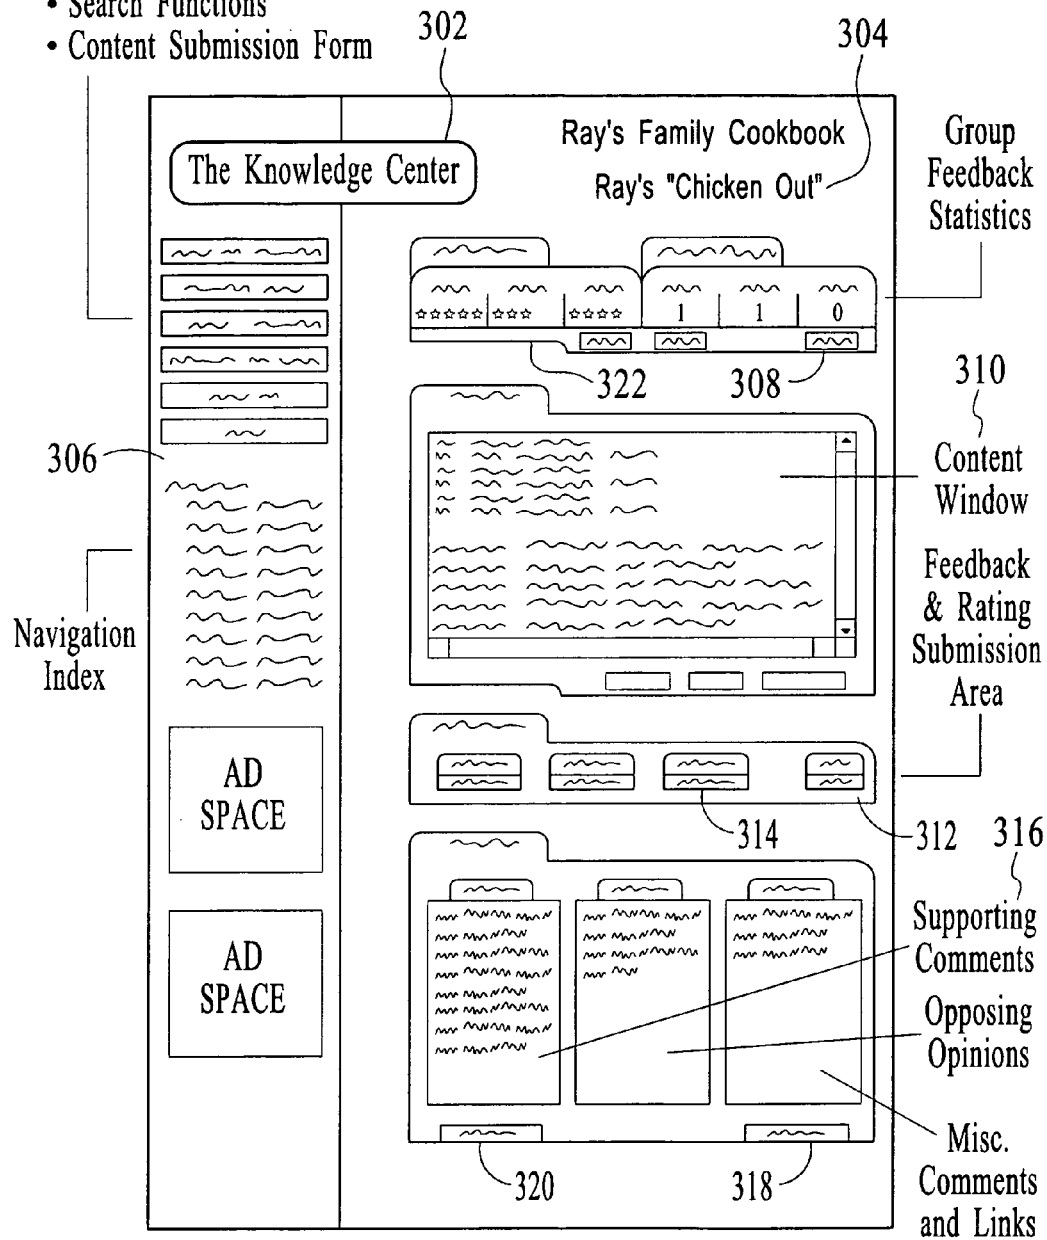 • Search Functions
• Content Submission Form
302
304
The Knowledge Center
Ray's Family Cookbook
Ray's "Chicken Out"
Group
Feedback
Statistics
☆☆☆☆☆ ☆☆☆ ☆☆☆☆ 1 1 0
322
308
310
306
Content
Window
Feedback
& Rating
Submission
Area
Navigation
Index
AD
SPACE
314
312
316
AD
SPACE
Supporting
Comments
Opposing
Opinions
320
318
Misc.
Comments
and Links